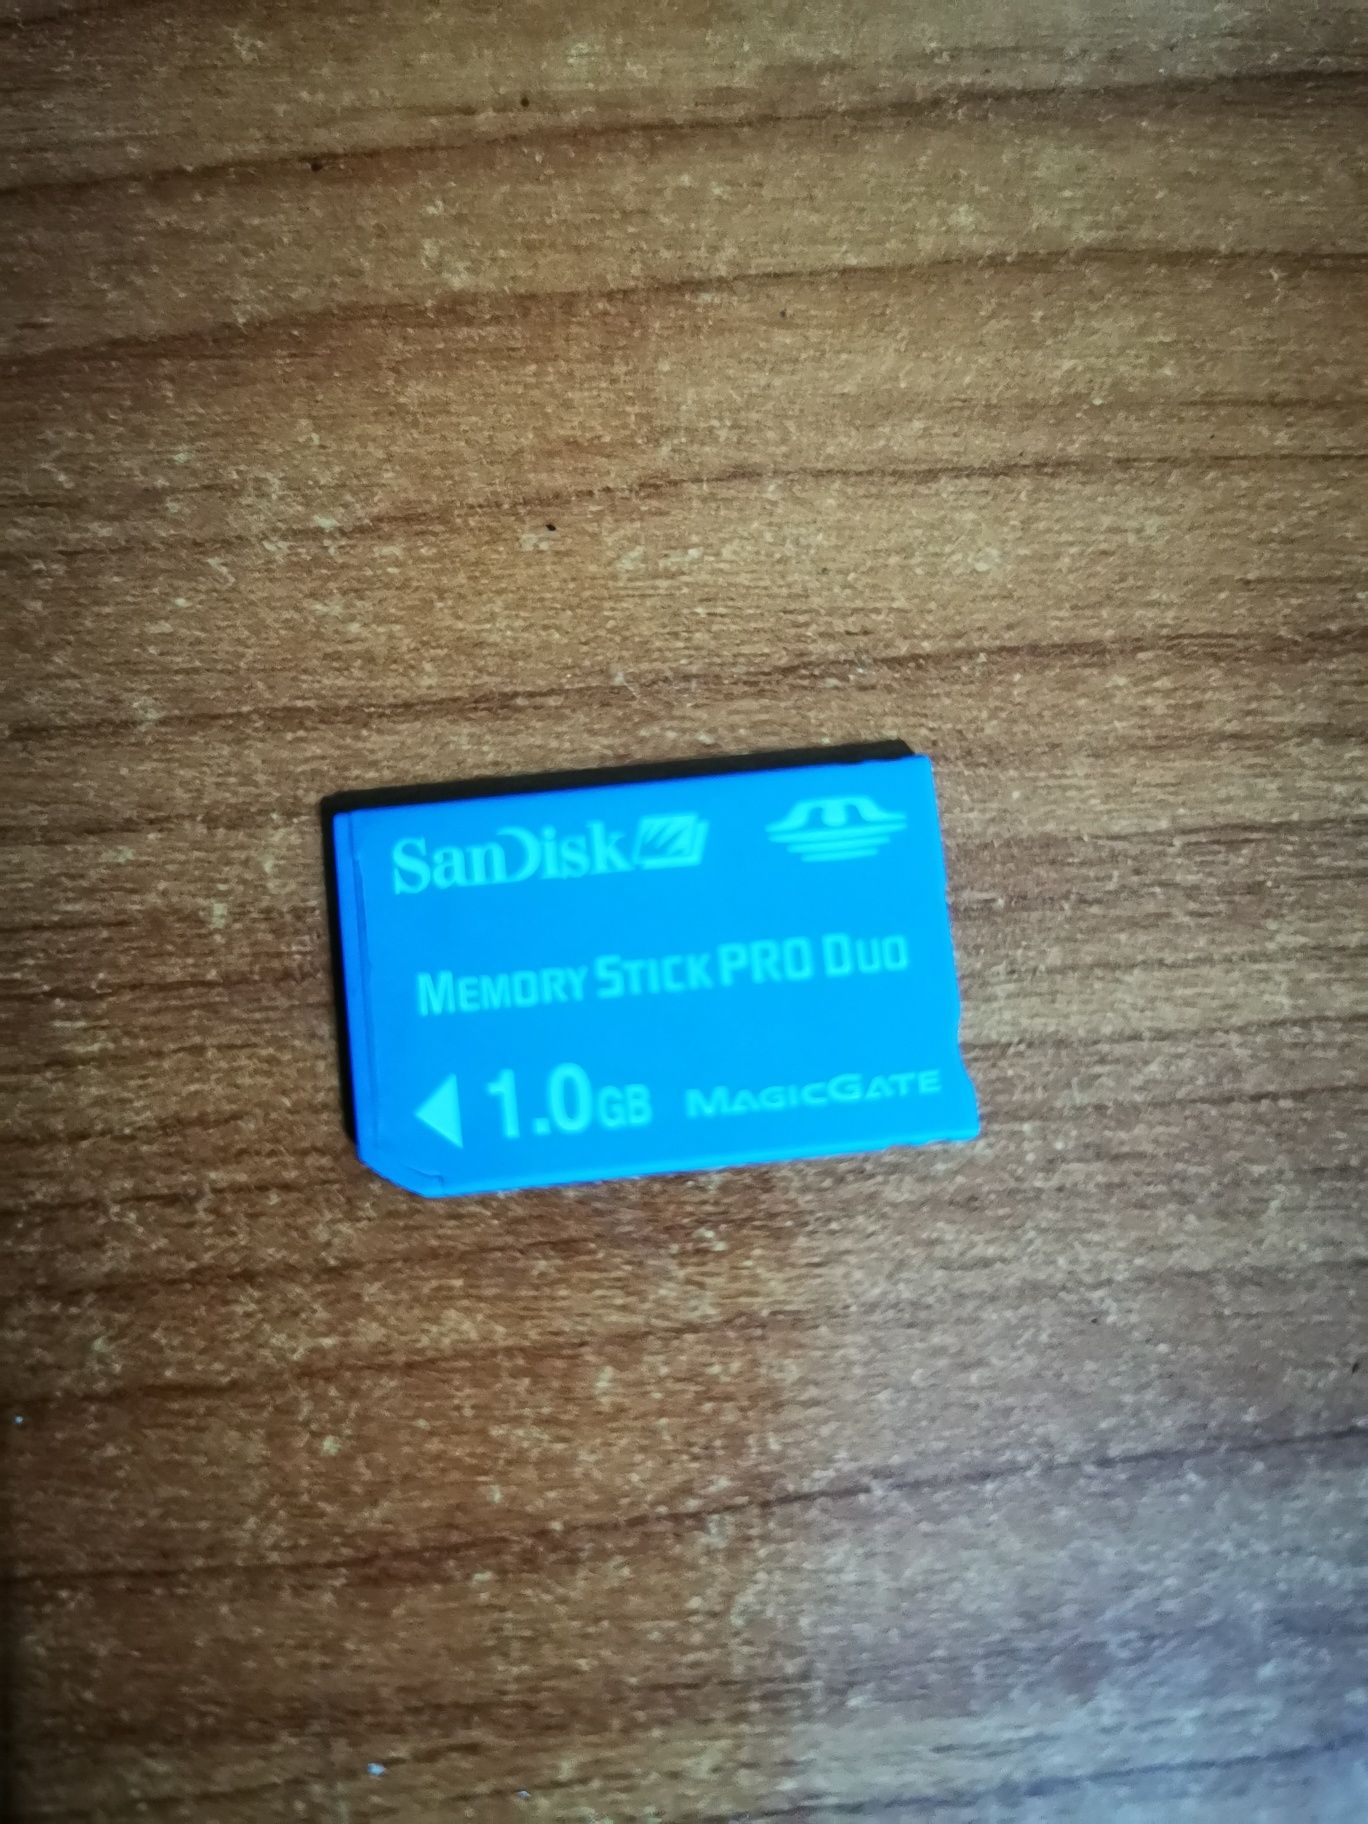 SanDisk
MEMORY STICK PRO DUO
1.0GB MAGICGATE